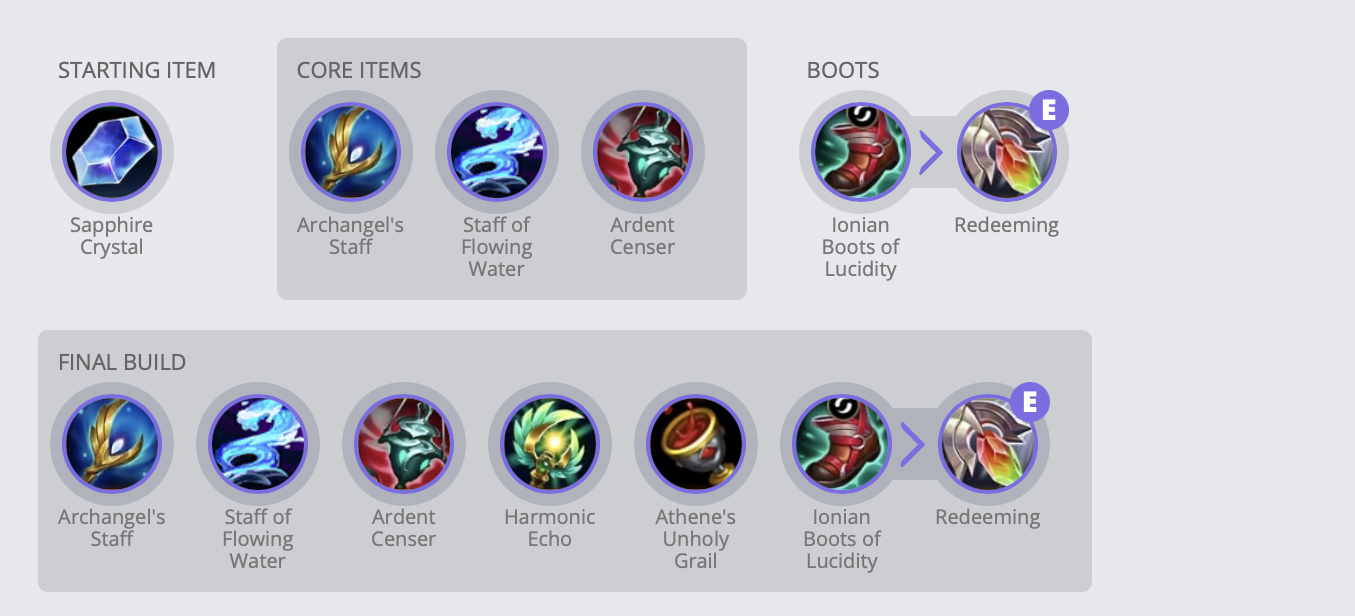 STARTING ITEM
Sapphire
Crystal
CORE ITEMS
Archangel's
Staff
Staff of
Flowing
Water
Ardent
Censer
BOOTS
Ionian
Boots of
Lucidity
E
Redeeming
FINAL BUILD
Archangel's
Staff
Staff of
Flowing
Water
Ardent
Censer
Harmonic
Echo
Athene's
Unholy
Grail
Ionian
Boots of
Lucidity
E
Redeeming